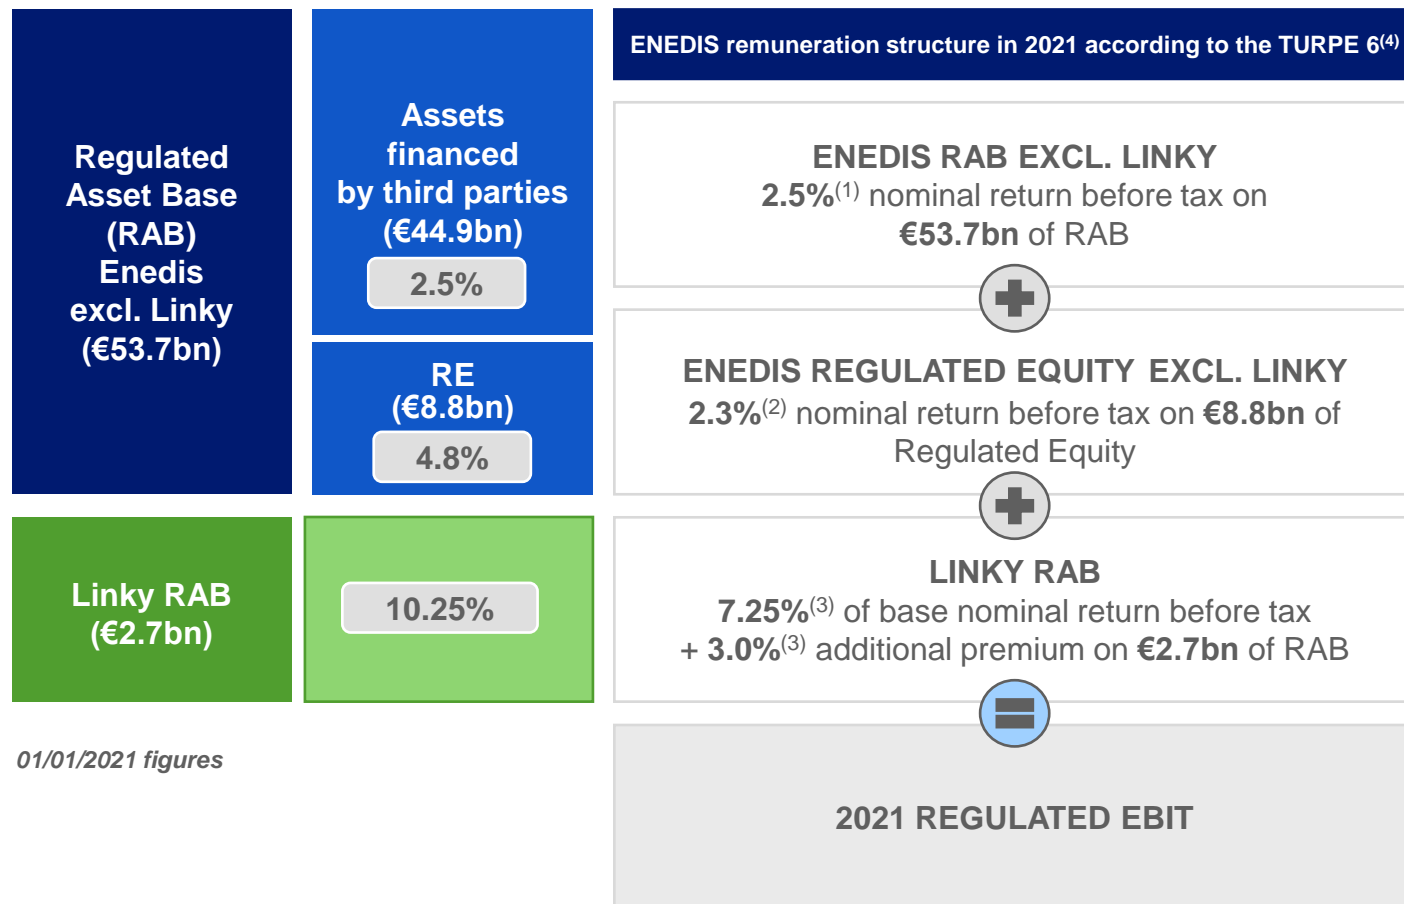 Regulated
Asset Base
(RAB)
Enedis
excl. Linky
(€53.7bn)
Assets
financed
by third parties
(€44.9bn)
2.5%
RE
(€8.8bn)
4.8%
Linky RAB
(€2.7bn)
10.25%
01/01/2021 figures
ENEDIS remuneration structure in 2021 according to the TURPE 6(4)
ENEDIS RAB EXCL. LINKY
2.5%(1) nominal return before tax on
€53.7bn of RAB
ENEDIS REGULATED EQUITY EXCL. LINKY
2.3%(2) nominal return before tax on €8.8bn of
Regulated Equity
LINKY RAB
7.25%(3) of base nominal return before tax
+ 3.0%(3) additional premium on €2.7bn of RAB
2021 REGULATED EBIT